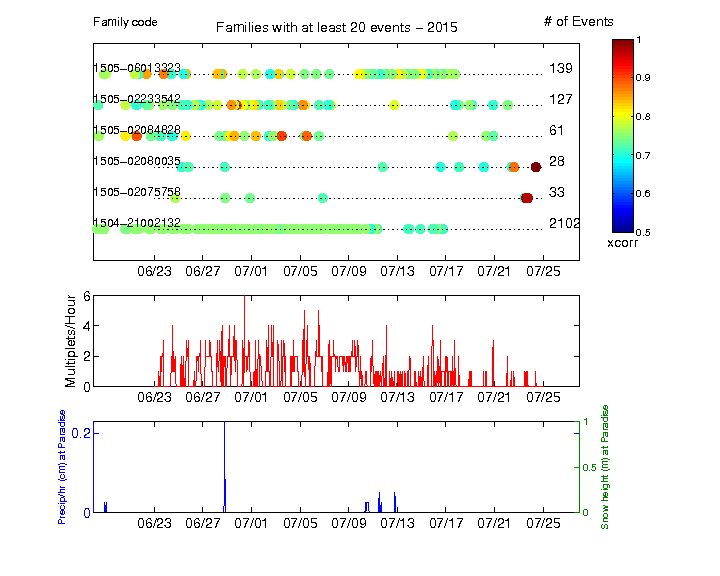 Family code
Families with at least 20 events − 2015
# of Events
1505−06013323
139
1505−02233542
127
1505−02084828
61
1505−02080035
28
1505−02075758
33
1504−21002132
2102
06/23 06/27 07/01 07/05 07/09 07/13 07/17 07/21 07/25
1
0.9
0.8
0.7
0.6
0.5
xcorr
Multiplets/Hour
6
4
2
0
06/23 06/27 07/01 07/05 07/09 07/13 07/17 07/21 07/25
Precip/hr (cm) at Paradise
0.2
0
1
0.5
0
Snow height (m) at Paradise
06/23 06/27 07/01 07/05 07/09 07/13 07/17 07/21 07/25